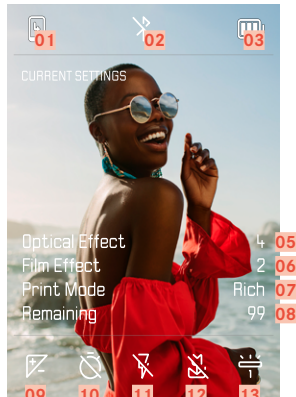 01 02 03
CURRENT SETTINGS
Optical Effect 4 05
Film Effect 2 06
Print Mode Rich 07
Remaining 99 08
09 10 11 12 13